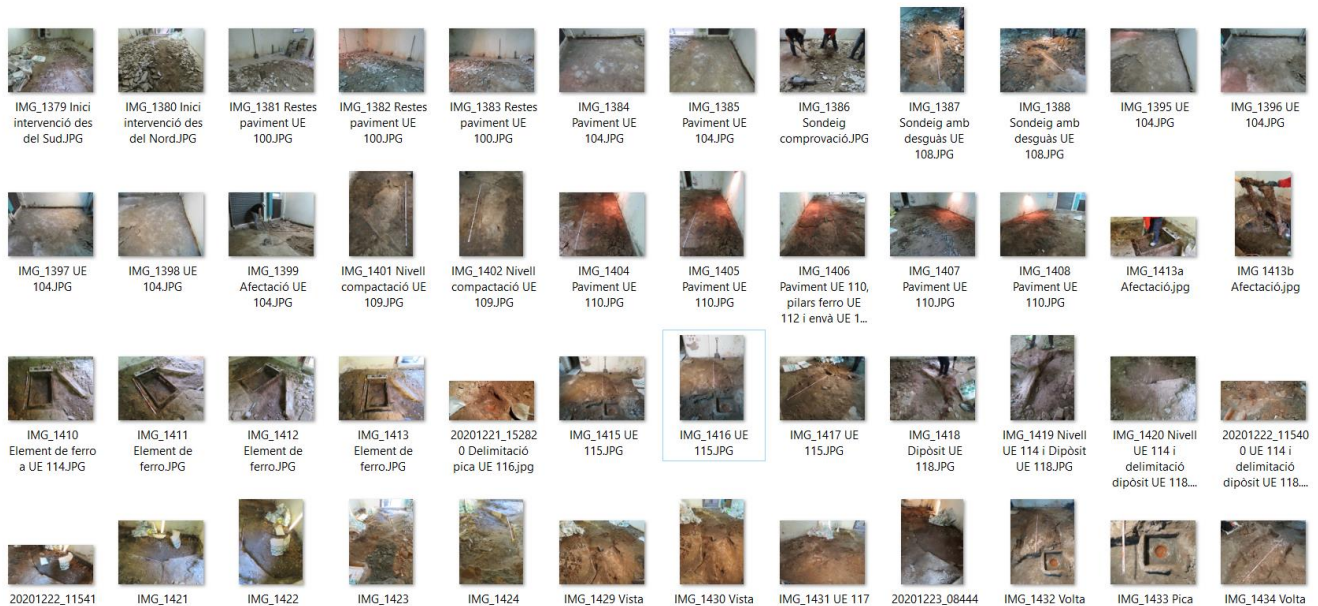 IMG_1379 Inici
intervenció des
del Sud.JPG
IMG_1380 Inici
intervenció des
del Nord.JPG
IMG_1381 Restes
paviment UE
100.JPG
IMG_1382 Restes
paviment UE
100.JPG
IMG_1383 Restes
paviment UE
100.JPG
IMG_1384
Paviment UE
104.JPG
IMG_1385
Paviment UE
104.JPG
IMG_1386
Sondeig
comprovació.JPG
IMG_1387
Sondeig amb
desguàs UE
108.JPG
IMG_1388
Sondeig amb
desguàs UE
108.JPG
IMG_1395 UE
104.JPG
IMG_1396 UE
104.JPG
IMG_1397 UE
104.JPG
IMG_1398 UE
104.JPG
IMG_1399
Afectació UE
104.JPG
IMG_1401 Nivell
compactació UE
109.JPG
IMG_1402 Nivell
compactació UE
109.JPG
IMG_1404
Paviment UE
110.JPG
IMG_1405
Paviment UE
110.JPG
IMG_1406
Paviment UE 110,
pilars ferro UE
112 i envà UE 1...
IMG_1407
Paviment UE
110.JPG
IMG_1408
Paviment UE
110.JPG
IMG_1413a
Afectació.jpg
IMG 1413b
Afectació.jpg
IMG_1410
Element de ferro
a UE 114.JPG
IMG_1411
Element de
ferro.JPG
IMG_1412
Element de
ferro.JPG
IMG_1413
Element de
ferro.JPG
20201221_15282
0 Delimitació
pica UE 116.jpg
IMG_1415 UE
115.JPG
IMG_1416 UE
115.JPG
IMG_1417 UE
115.JPG
IMG_1418
Dipòsit UE
118.JPG
IMG_1419 Nivell
UE 114 i Dipòsit
UE 118.JPG
IMG_1420 Nivell
UE 114 i
delimitació
dipòsit UE 118....
20201222_11540
0 UE 114 i
delimitació
dipòsit UE 118....
20201222_11541
IMG_1421
IMG_1422
IMG_1423
IMG_1424
IMG_1429 Vista
IMG_1430 Vista
IMG_1431 UE 117
20201223_08444
IMG_1432 Volta
IMG_1433 Pica
IMG_1434 Volta